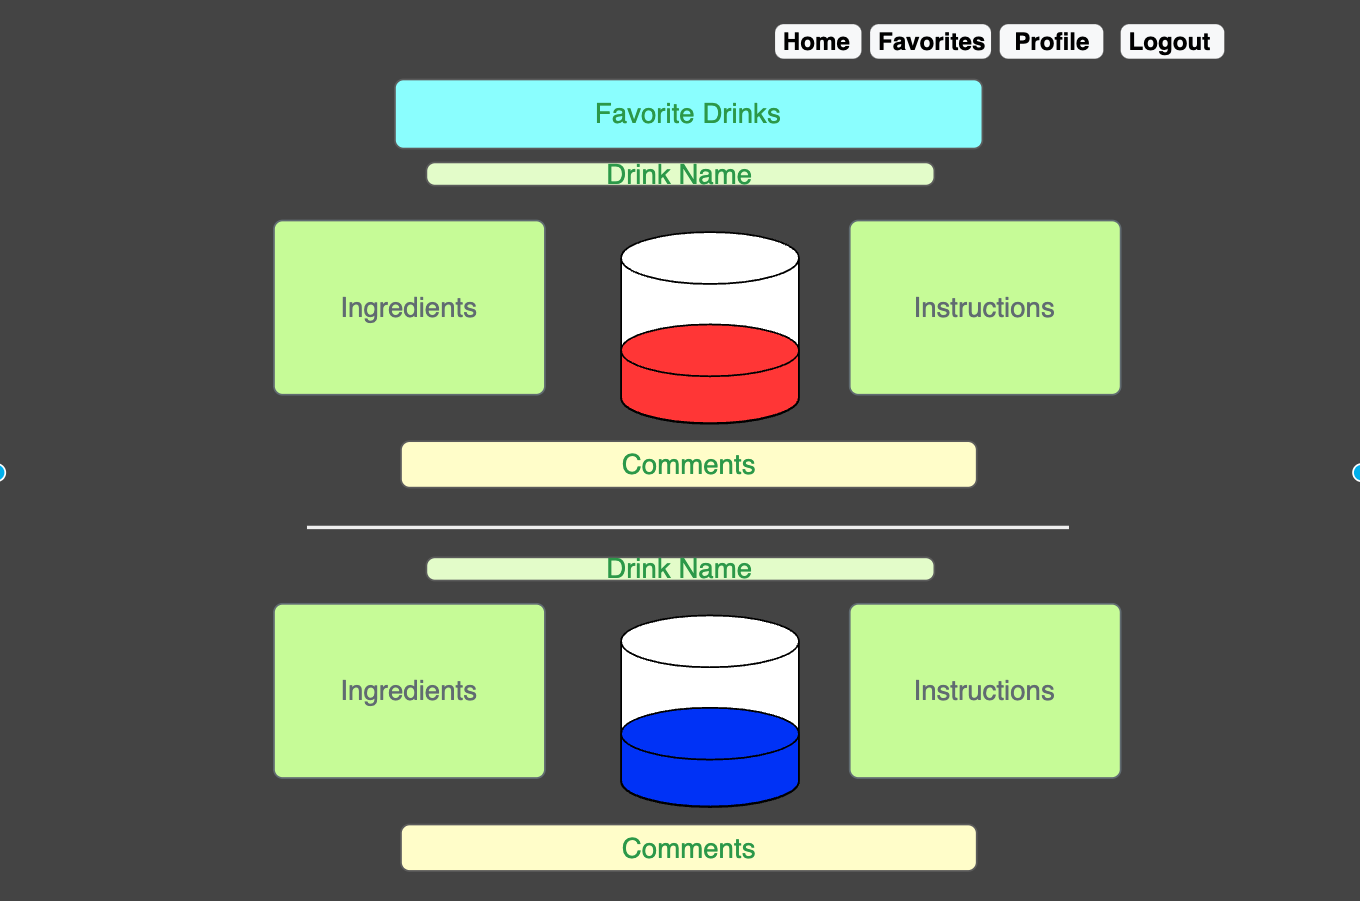 Home Favorites Profile Logout
Favorite Drinks
Drink Name
Ingredients
Instructions
Comments
Drink Name
Ingredients
Instructions
Comments